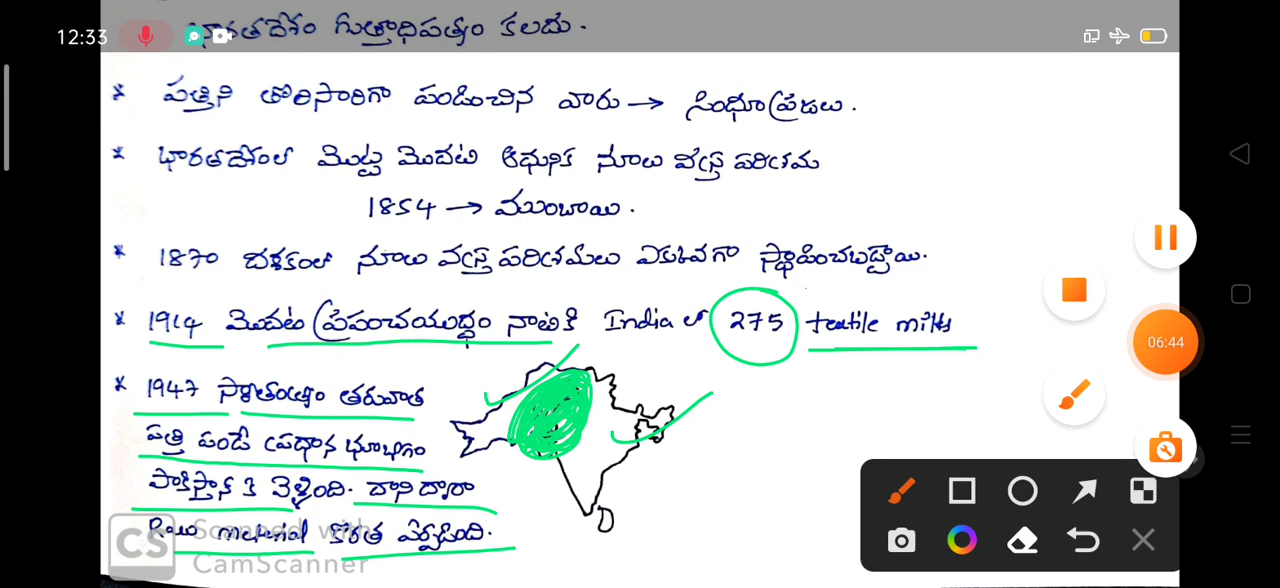 12:33
భారతదేశం గుత్తాధిపత్యం కలదు.
* పత్తిని తొలిసారిగా పండించిన వారు → సింధూ ప్రజలు.
* భారతదేశంలో మొట్ట మొదటి ఆధునిక నూలు వస్త్ర పరిశ్రమ
1854 → ముంబాయి.
* 1870 దశకంలో నూలు వస్త్ర పరిశ్రమలు ఎక్కువగా స్థాపించబడ్డాయి.
* 1914 మొదటి ప్రపంచయుద్ధం నాటికి India లో 275 textile mills
* 1947 స్వాతంత్ర్యం తరువాత
పత్తి పండే ప్రధాన భూభాగం
పాకిస్తాన్ కి వెళ్ళింది. దాని ద్వారా
Raw material కొరత ఏర్పడింది.
CS Scanned with
CamScanner
06:44